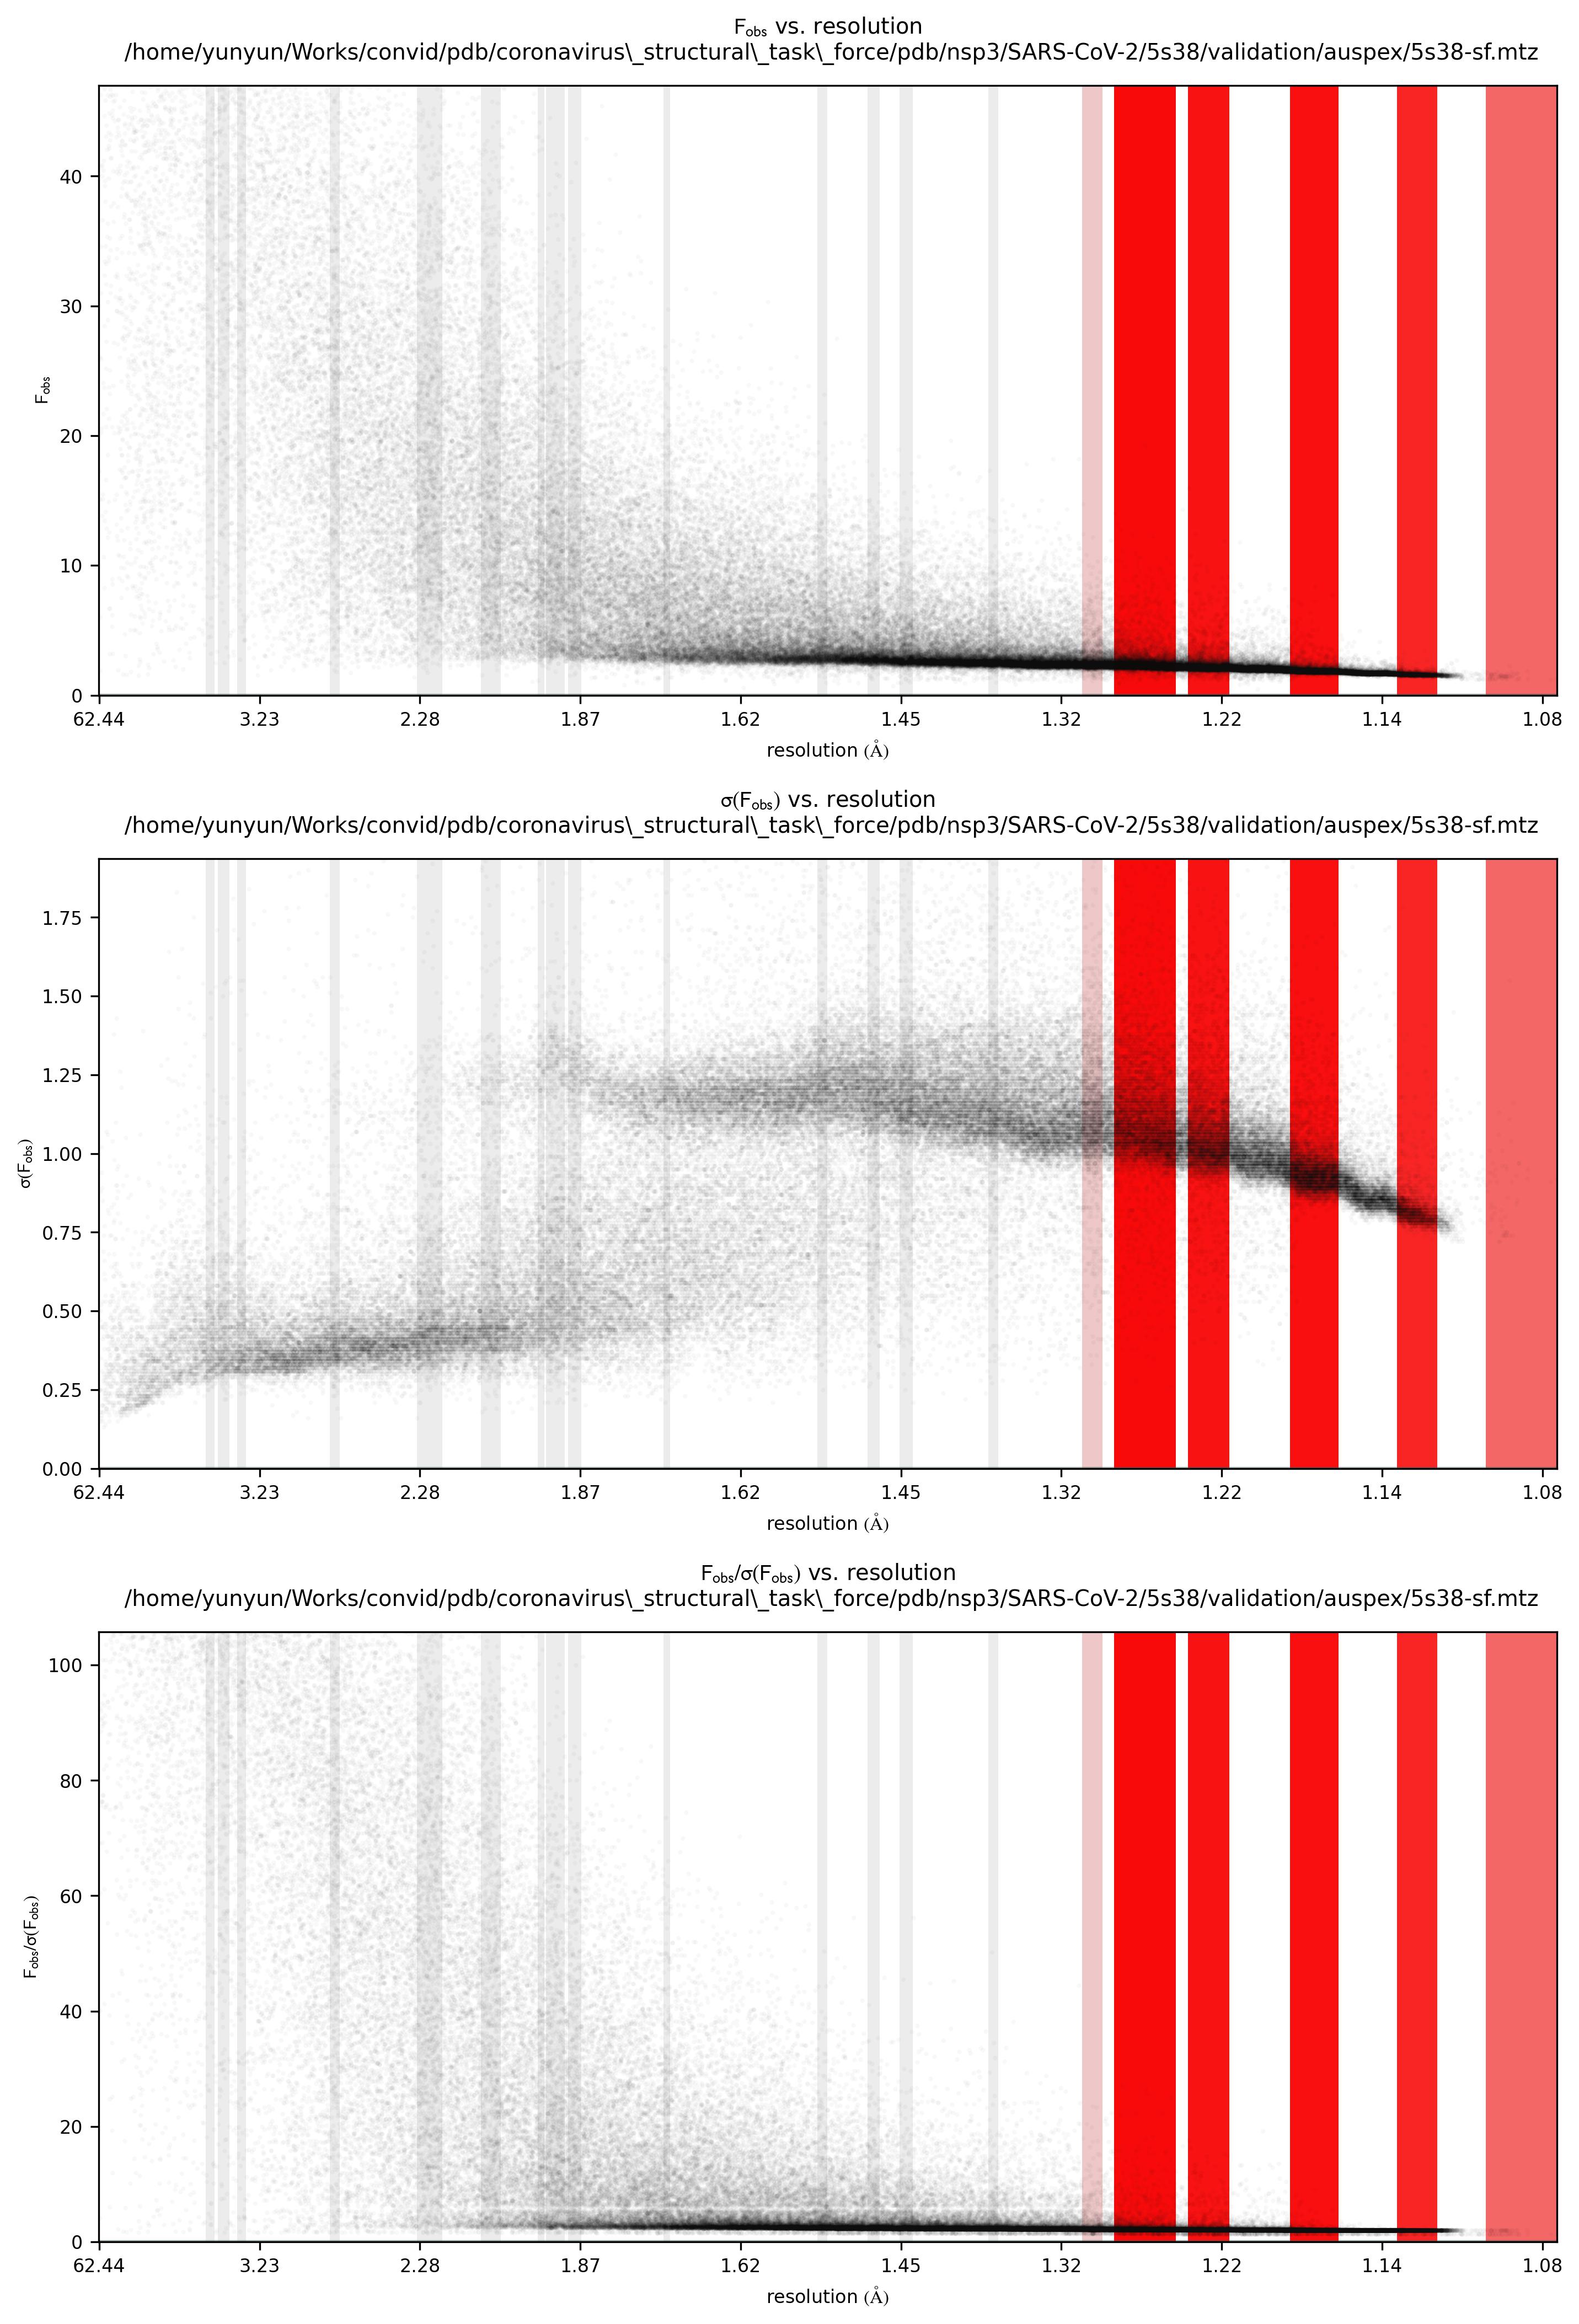 Fobs vs. resolution
/home/yunyun/Works/convid/pdb/coronavirus\_structural\_task\_force/pdb/nsp3/SARS-CoV-2/5s38/validation/auspex/5s38-sf.mtz
40
30
20
10
0
Fobs
62.44 3.23 2.28 1.87 1.62 1.45 1.32 1.22 1.14 1.08
resolution (Å)
σ(Fobs) vs. resolution
/home/yunyun/Works/convid/pdb/coronavirus\_structural\_task\_force/pdb/nsp3/SARS-CoV-2/5s38/validation/auspex/5s38-sf.mtz
1.75
1.50
1.25
1.00
0.75
0.50
0.25
0.00
σ(Fobs)
62.44 3.23 2.28 1.87 1.62 1.45 1.32 1.22 1.14 1.08
resolution (Å)
Fobs/σ(Fobs) vs. resolution
/home/yunyun/Works/convid/pdb/coronavirus\_structural\_task\_force/pdb/nsp3/SARS-CoV-2/5s38/validation/auspex/5s38-sf.mtz
100
80
60
40
20
0
Fobs/σ(Fobs)
62.44 3.23 2.28 1.87 1.62 1.45 1.32 1.22 1.14 1.08
resolution (Å)